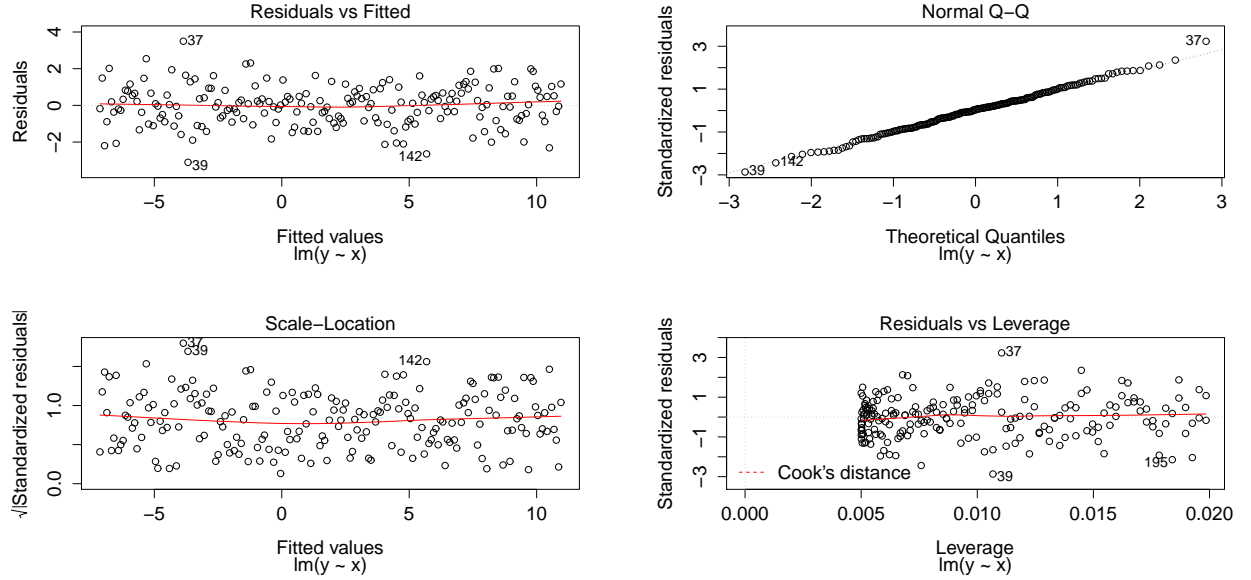 Residuals vs Fitted
Residuals
4
2
0
−2
37
39
142
−5
0
5
10
Fitted values
lm(y ~ x)
Normal Q−Q
Standardized residuals
3
1
−1
−3
37
142
39
−3
−2
−1
0
1
2
3
Theoretical Quantiles
lm(y ~ x)
Scale−Location
√|Standardized residuals|
1.0
0.0
37
39
142
−5
0
5
10
Fitted values
lm(y ~ x)
Residuals vs Leverage
Standardized residuals
3
1
−1
−3
37
195
39
Cook's distance
0.000
0.005
0.010
0.015
0.020
Leverage
lm(y ~ x)